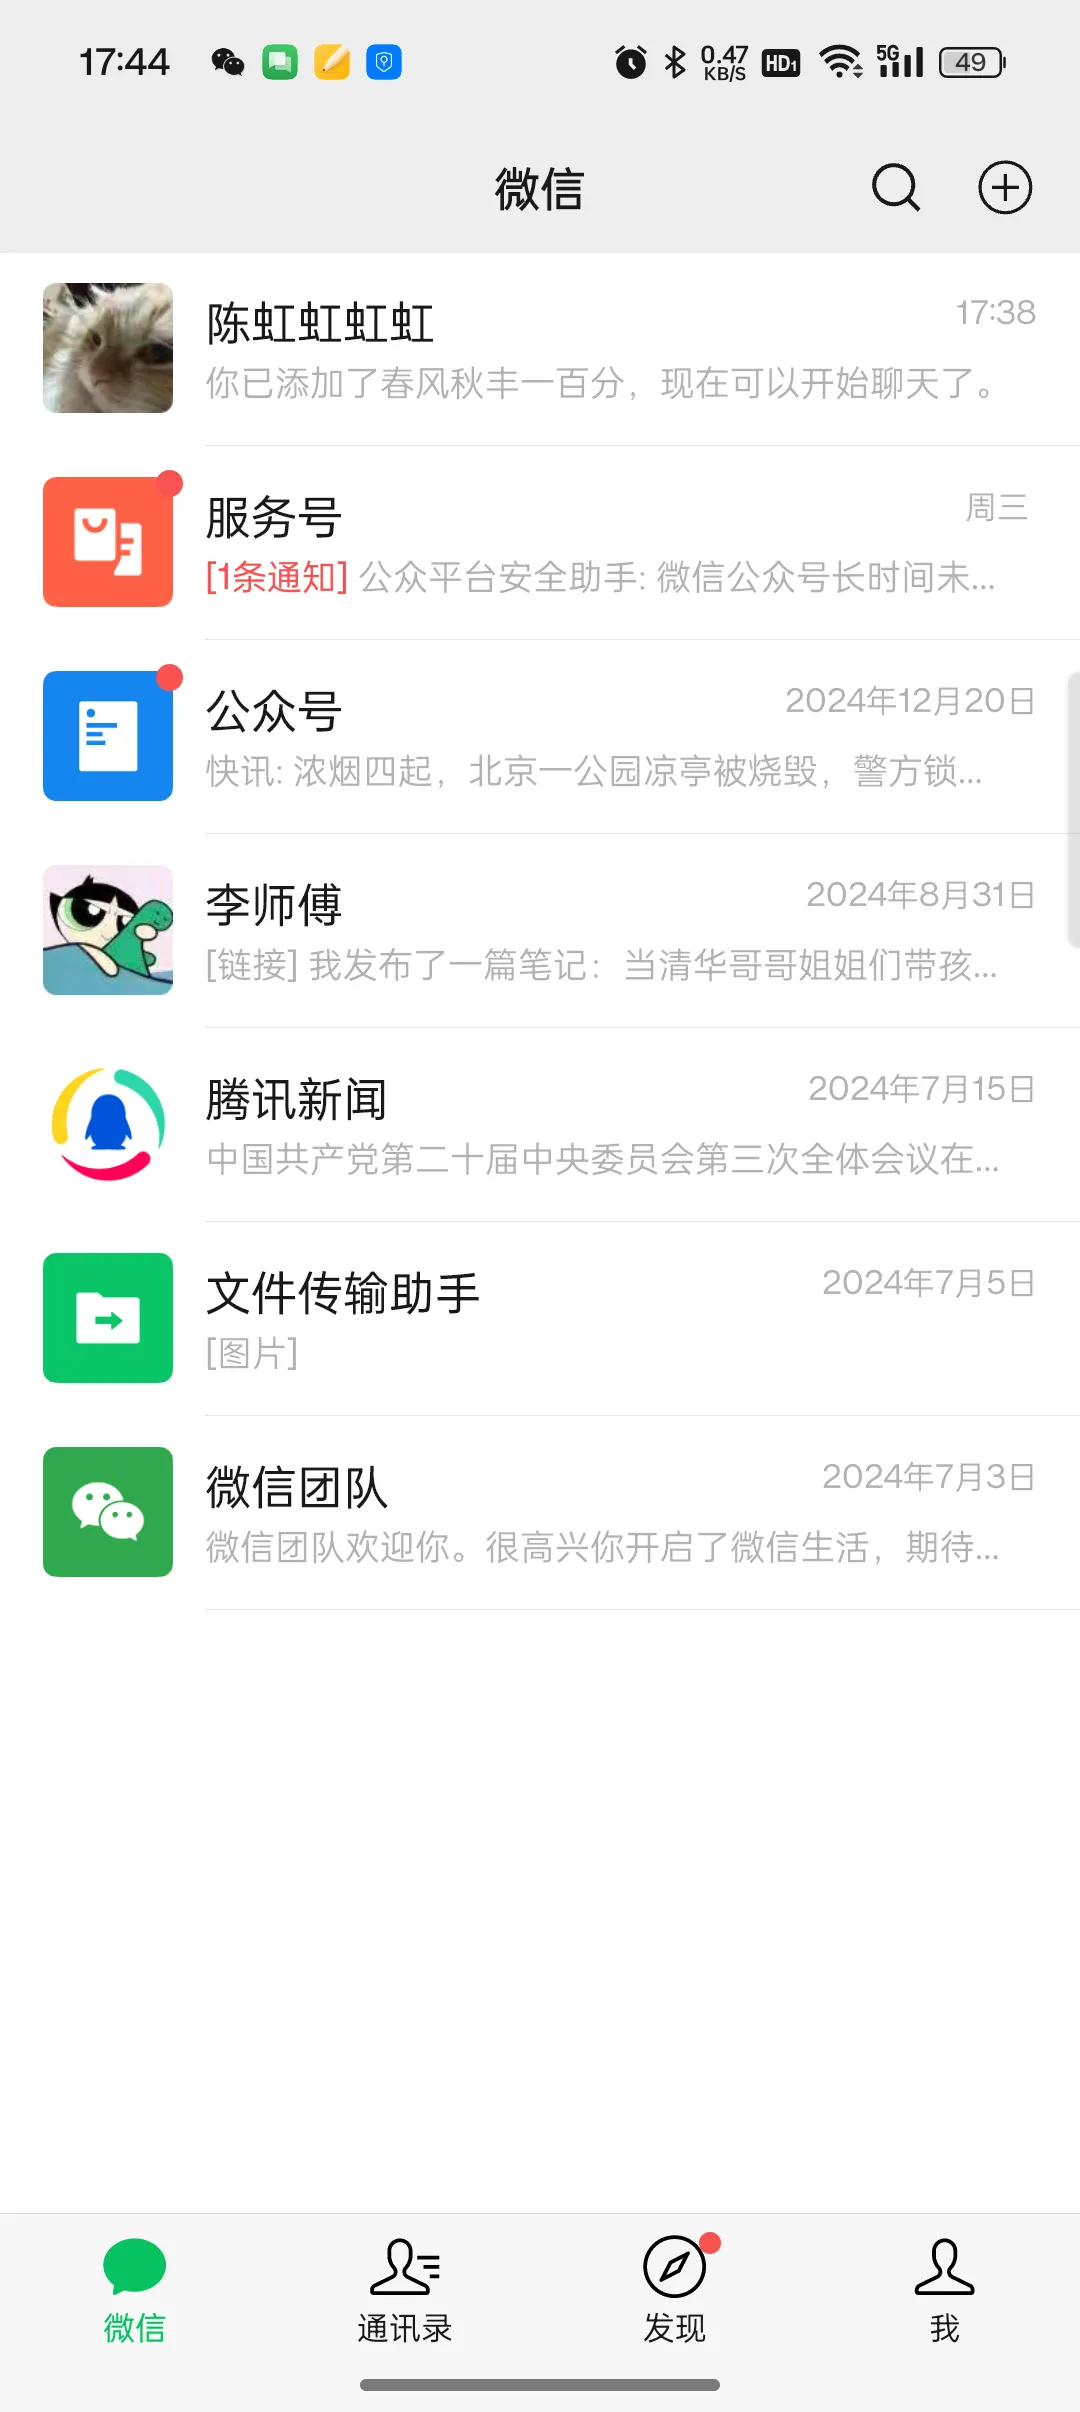 17:44
0.47 KB/S HD1 5G 49
微信
陈虹虹虹虹 17:38
你已添加了春风秋丰一百分，现在可以开始聊天了。
服务号 周三
[1条通知] 公众平台安全助手: 微信公众号长时间未...
公众号 2024年12月20日
快讯: 浓烟四起，北京一公园凉亭被烧毁，警方锁...
李师傅 2024年8月31日
[链接] 我发布了一篇笔记：当清华哥哥姐姐们带孩...
腾讯新闻 2024年7月15日
中国共产党第二十届中央委员会第三次全体会议在...
文件传输助手 2024年7月5日
[图片]
微信团队 2024年7月3日
微信团队欢迎你。很高兴你开启了微信生活，期待...
微信 通讯录 发现 我